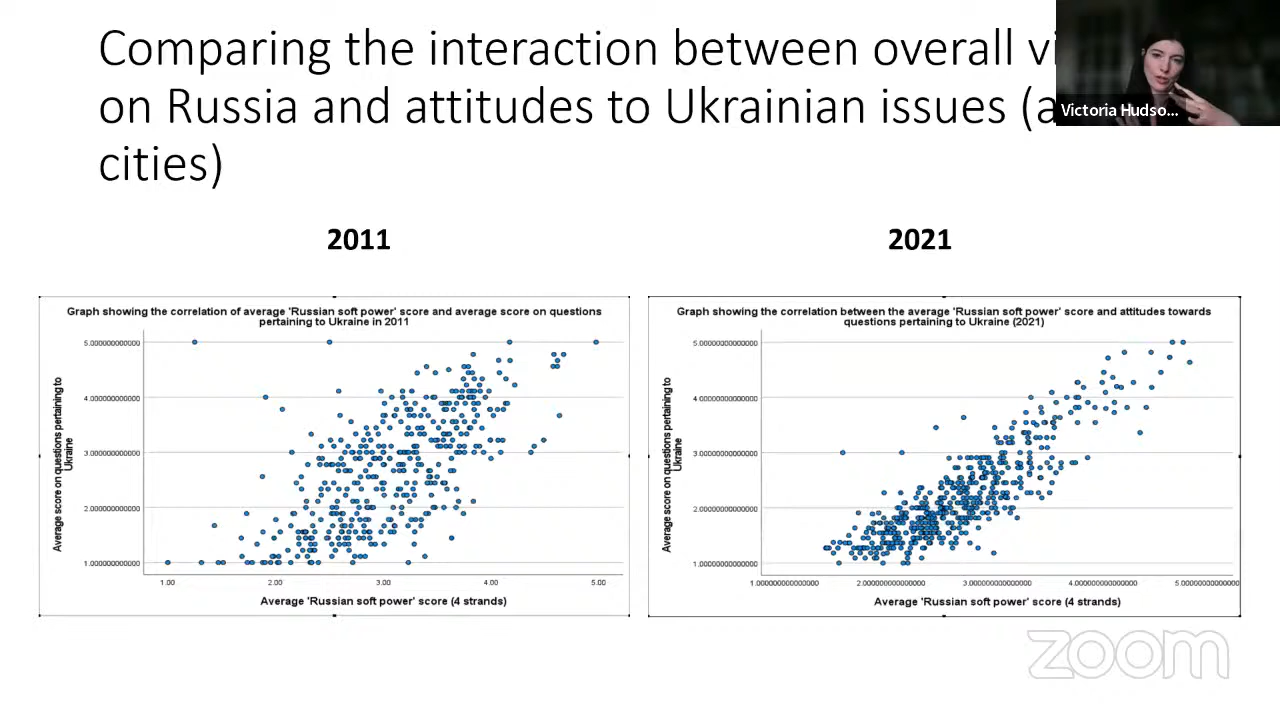 Comparing the interaction between overall
on Russia and attitudes to Ukrainian issues
cities)
Victoria Hudso...
2011
2021
Graph showing the correlation of average 'Russian soft power' score and average score on questions
pertaining to Ukraine in 2011
Average score on questions pertaining to
Ukraine
5.000000000000
4.000000000000
3.000000000000
2.000000000000
1.000000000000
1.00 2.00 3.00 4.00 5.00
Average 'Russian soft power' score (4 strands)
Graph showing the correlation between the average 'Russian soft power' score and attitudes towards
questions pertaining to Ukraine (2021)
Average score on questions pertaining to
Ukraine
5.000000000000
4.000000000000
3.000000000000
2.000000000000
1.000000000000
1.000000000000 2.000000000000 3.000000000000 4.000000000000 5.000000000000
Average 'Russian soft power' score (4 strands)
zoom